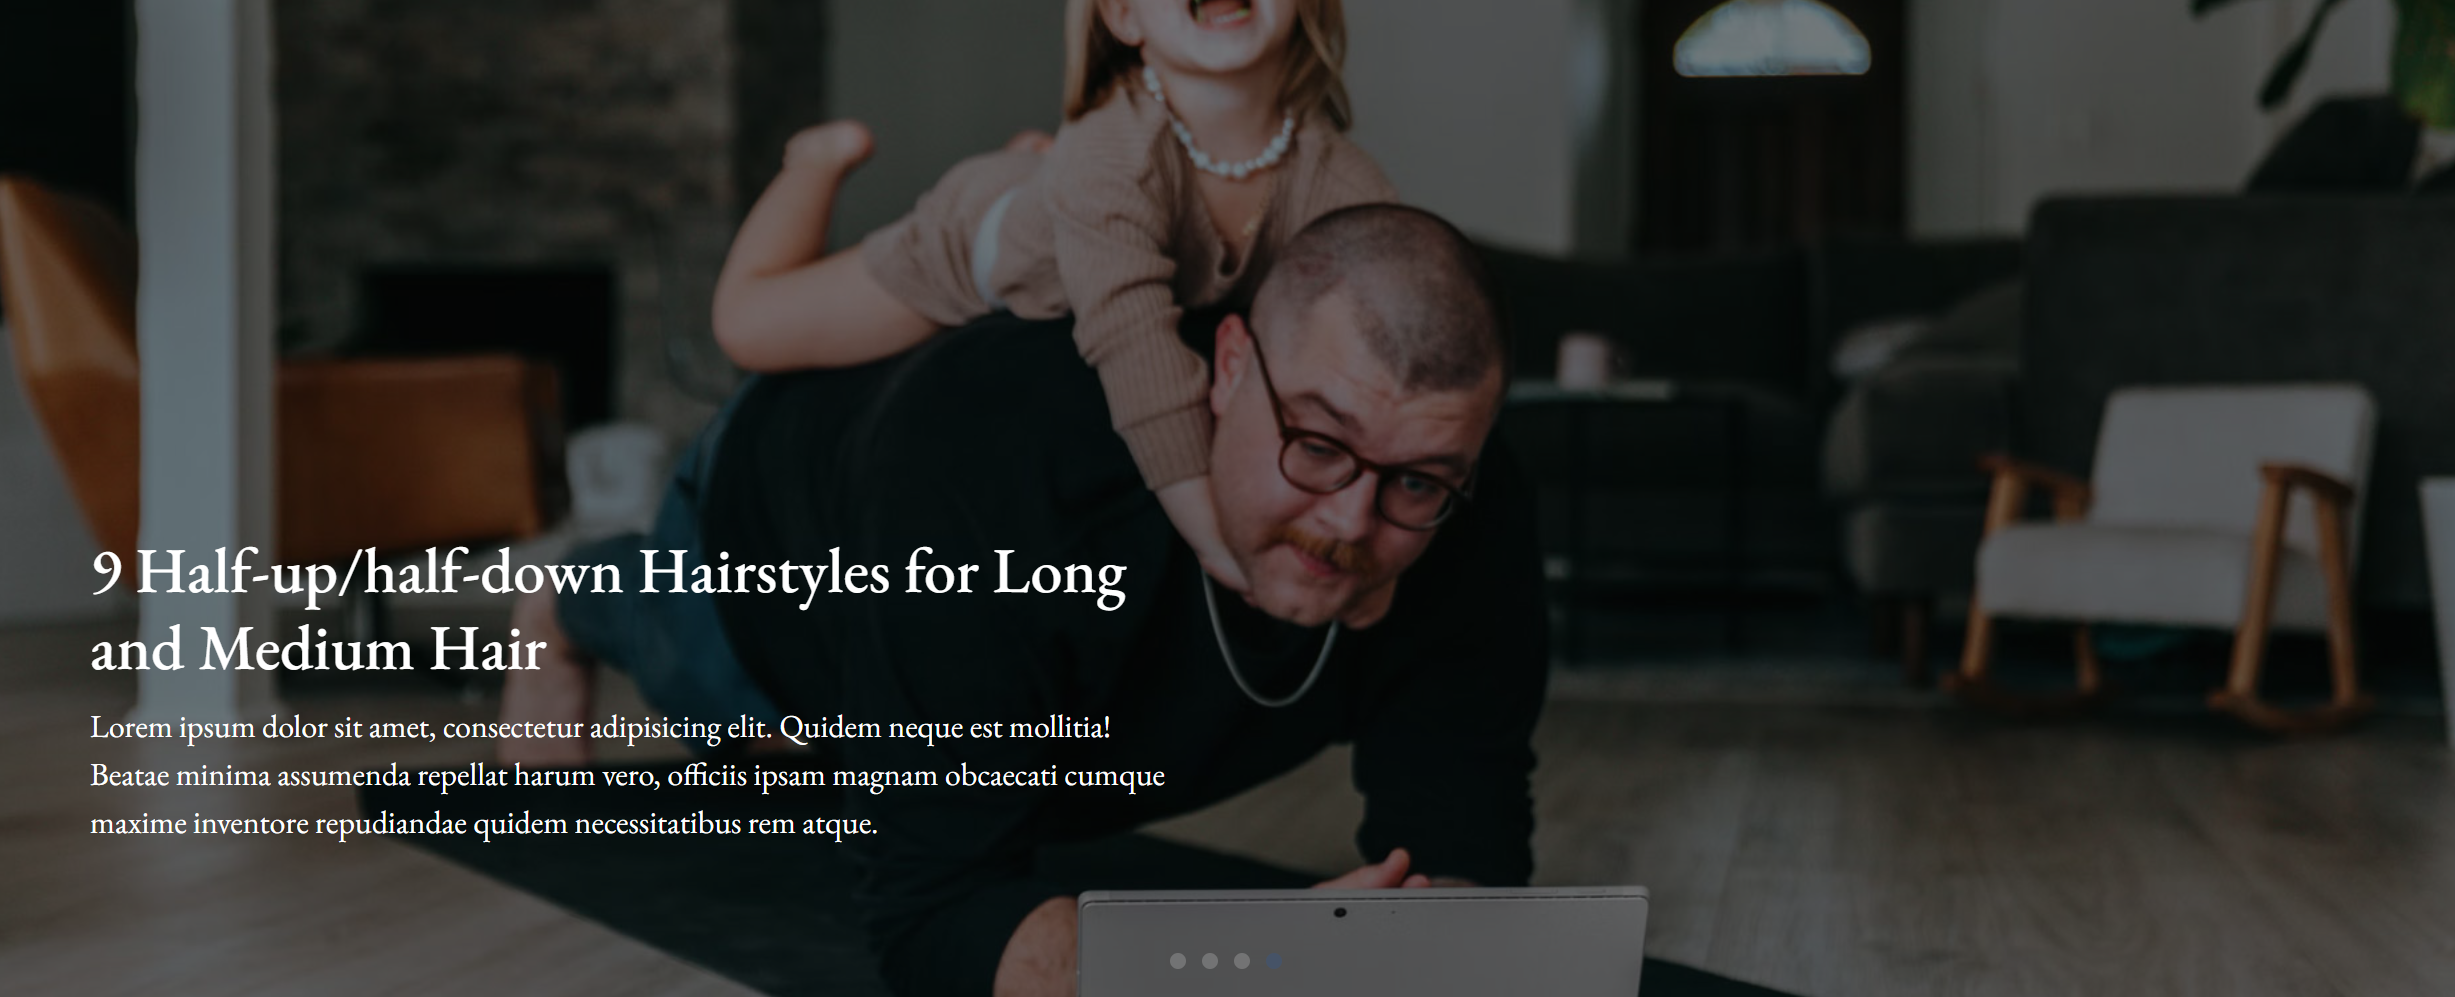 9 Half-up/half-down Hairstyles for Long
and Medium Hair
Lorem ipsum dolor sit amet, consectetur adipisicing elit. Quidem neque est mollitia!
Beatae minima assumenda repellat harum vero, officiis ipsam magnam obcaecati cumque
maxime inventore repudiandae quidem necessitatibus rem atque.